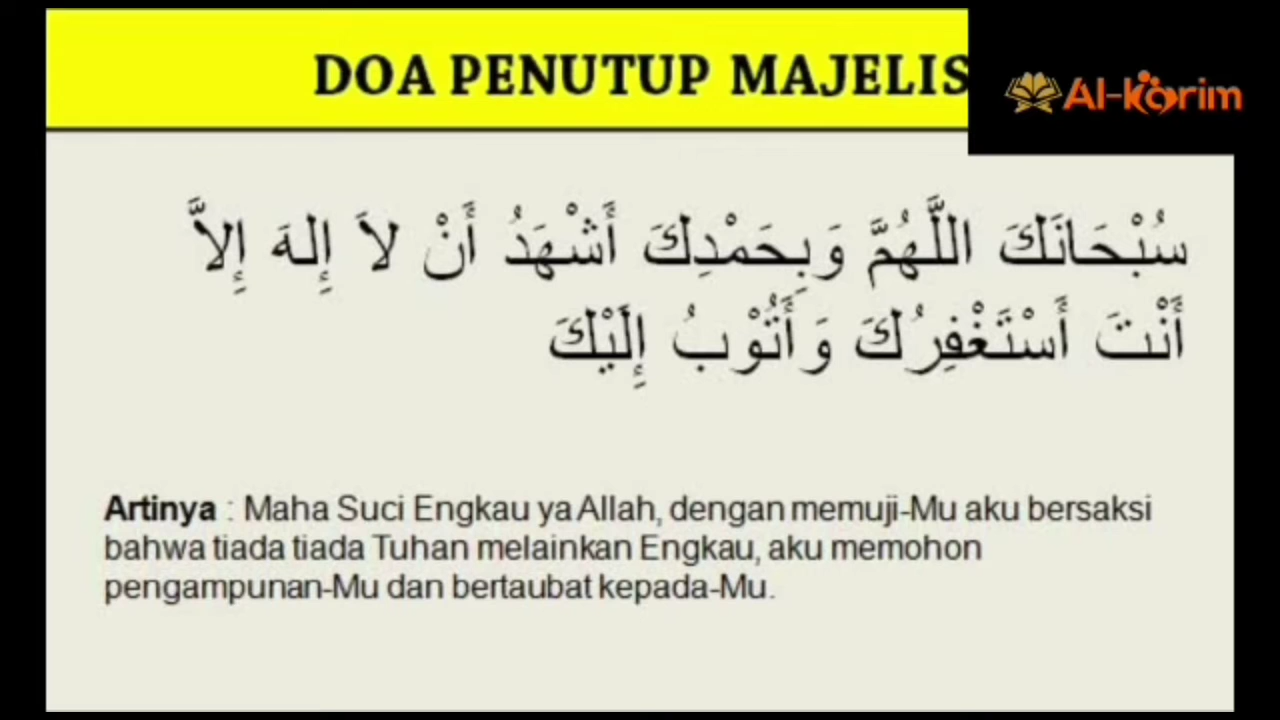 DOA PENUTUP MAJELIS
Al-karim
سُبْحَانَكَ اللَّهُمَّ وَبِحَمْدِكَ أَشْهَدُ أَنْ لاَ إِلهَ إِلاَّ
أَنْتَ أَسْتَغْفِرُكَ وَأَتُوْبُ إِلَيْكَ
Artinya : Maha Suci Engkau ya Allah, dengan memuji-Mu aku bersaksi
bahwa tiada tiada Tuhan melainkan Engkau, aku memohon
pengampunan-Mu dan bertaubat kepada-Mu.